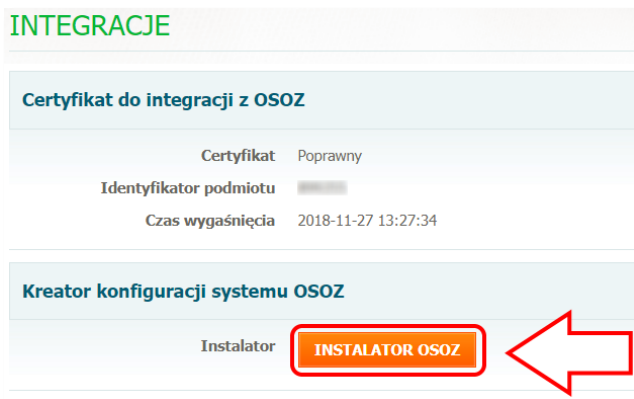 INTEGRACJE
Certyfikat do integracji z OSOZ
Certyfikat Poprawny
Identyfikator podmiotu
Czas wygaśnięcia 2018-11-27 13:27:34
Kreator konfiguracji systemu OSOZ
Instalator INSTALATOR OSOZ